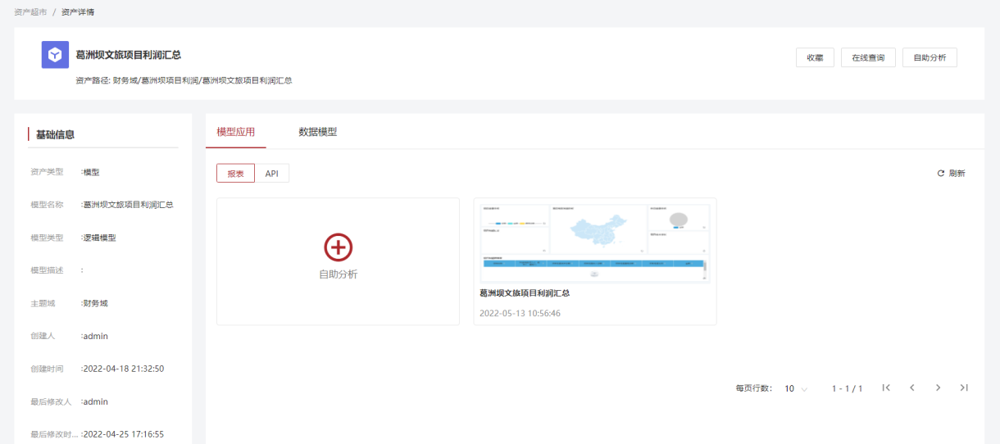 资产超市 / 资产详情
葛洲坝文旅项目利润汇总
收藏
在线查询
自助分析
资产路径: 财务域/葛洲坝项目利润/葛洲坝文旅项目利润汇总
基础信息
资产类型 :模型
模型名称 :葛洲坝文旅项目利润汇总
模型类型 :逻辑模型
模型描述 :
主题域 :财务域
创建人 :admin
创建时间 :2022-04-18 21:32:50
最后修改人 :admin
最后修改时... :2022-04-25 17:16:55
模型应用
数据模型
报表
API
刷新
自助分析
葛洲坝文旅项目利润汇总
2022-05-13 10:56:46
每页行数: 10
1 - 1 / 1